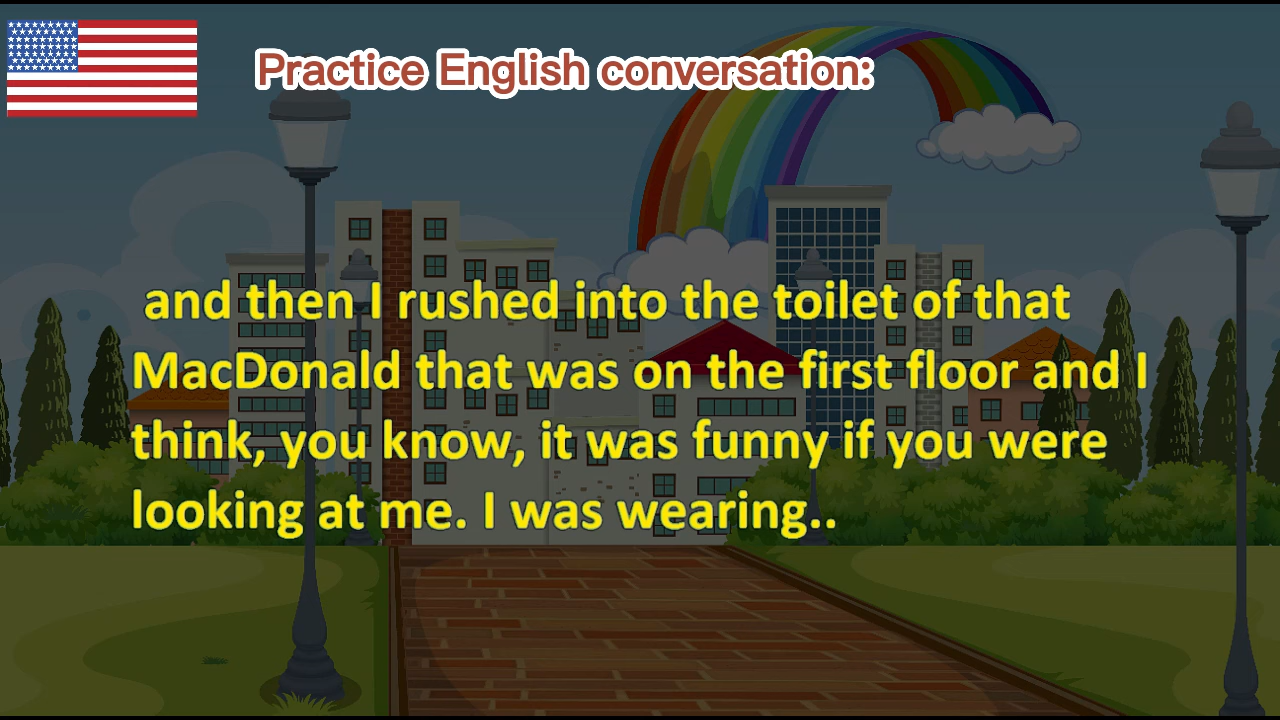 Practice English conversation:
and then I rushed into the toilet of that
MacDonald that was on the first floor and I
think, you know, it was funny if you were
looking at me. I was wearing..